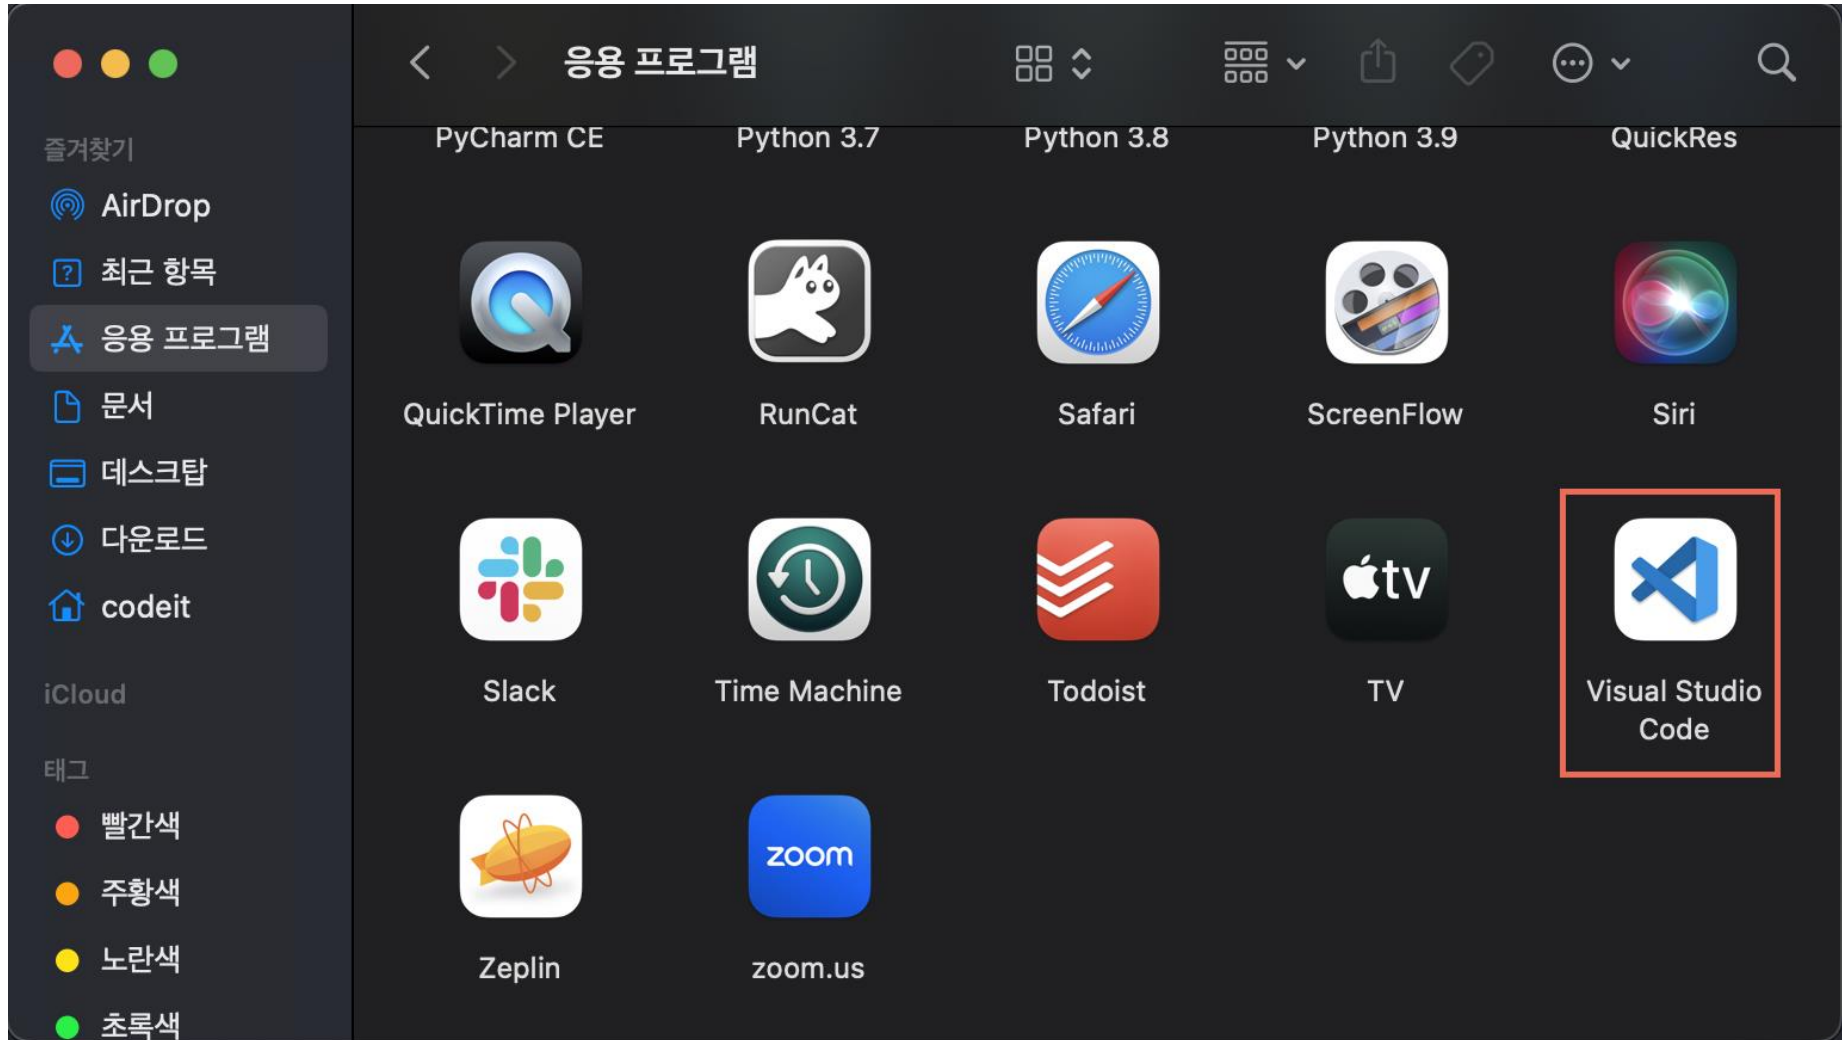 응용 프로그램
즐겨찾기
AirDrop
최근 항목
응용 프로그램
문서
데스크탑
다운로드
codeit
iCloud
태그
빨간색
주황색
노란색
초록색
PyCharm CE
Python 3.7
Python 3.8
Python 3.9
QuickRes
QuickTime Player
RunCat
Safari
ScreenFlow
Siri
tv
Slack
Time Machine
Todoist
TV
Visual Studio
Code
zoom
Zeplin
zoom.us